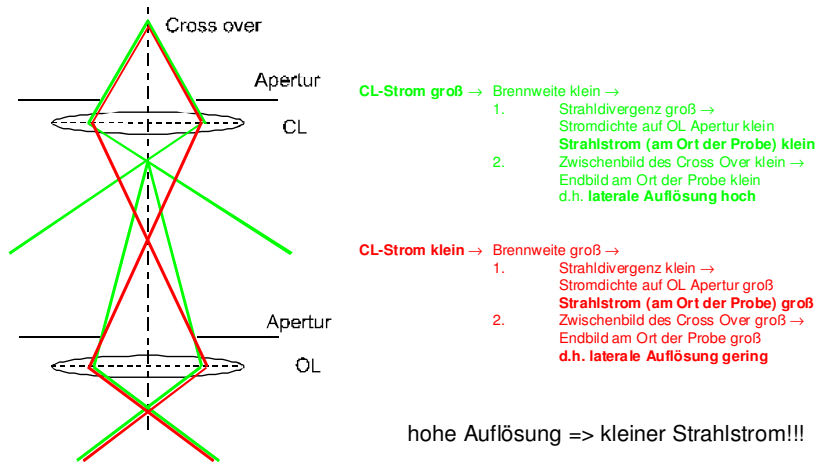 Cross over
Apertur
CL
Apertur
OL
CL-Strom groß → Brennweite klein →
1. Strahldivergenz groß →
Stromdichte auf OL Apertur klein
Strahlstrom (am Ort der Probe) klein
2. Zwischenbild des Cross Over klein →
Endbild am Ort der Probe klein
d.h. laterale Auflösung hoch
CL-Strom klein → Brennweite groß →
1. Strahldivergenz klein →
Stromdichte auf OL Apertur groß
Strahlstrom (am Ort der Probe) groß
2. Zwischenbild des Cross Over groß →
Endbild am Ort der Probe groß
d.h. laterale Auflösung gering
hohe Auflösung => kleiner Strahlstrom!!!